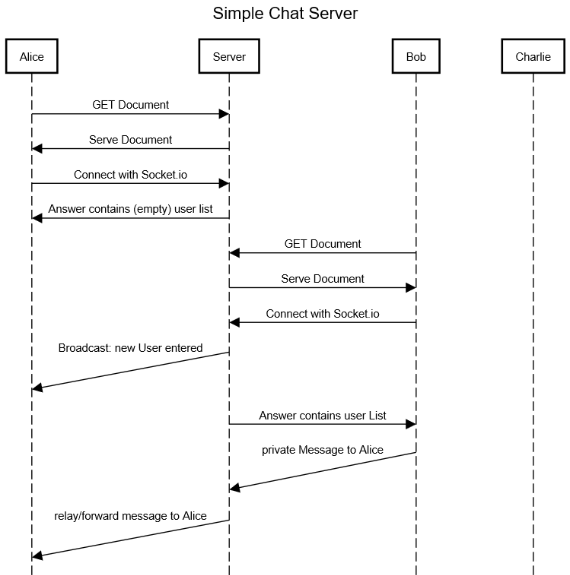 Simple Chat Server
Alice
Server
Bob
Charlie
GET Document
Serve Document
Connect with Socket.io
Answer contains (empty) user list
GET Document
Serve Document
Connect with Socket.io
Broadcast: new User entered
Answer contains user List
private Message to Alice
relay/forward message to Alice